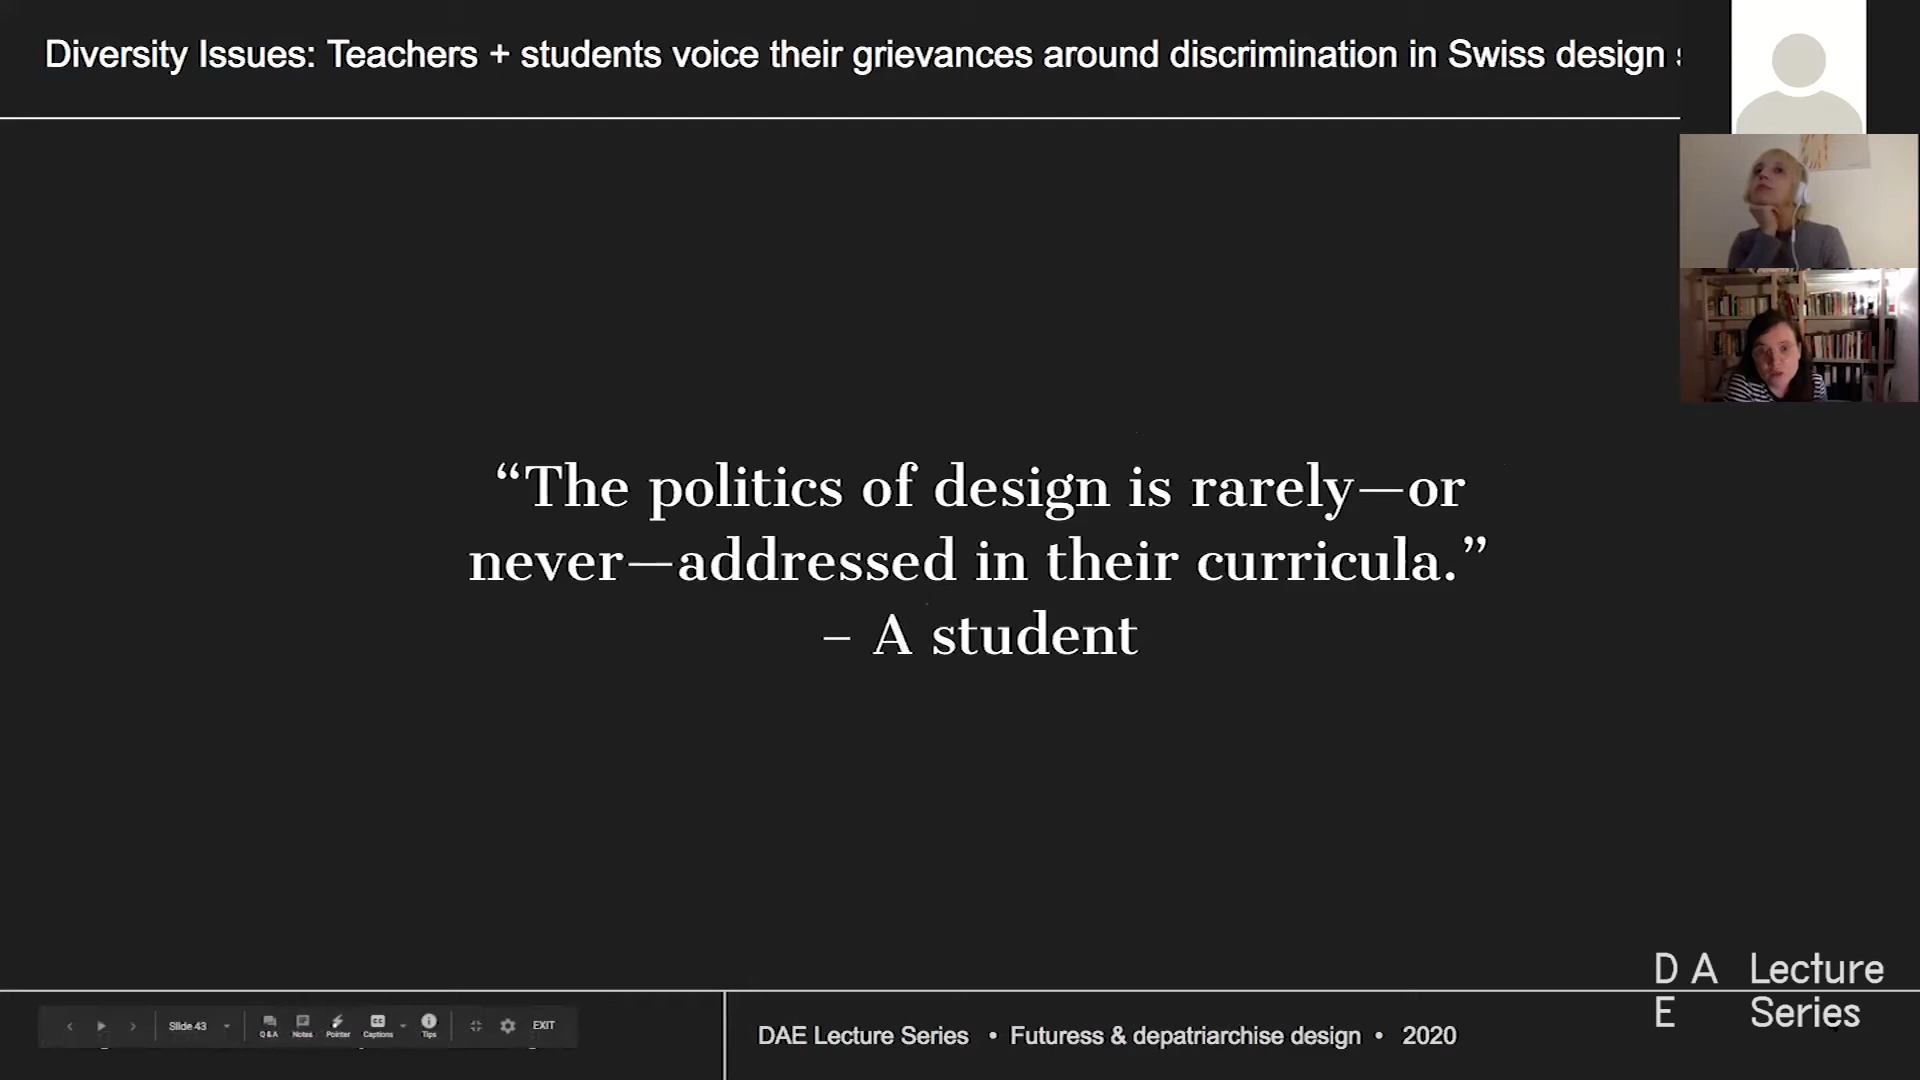 Diversity Issues: Teachers + students voice their grievances around discrimination in Swiss design
“The politics of design is rarely—or
never—addressed in their curricula.”
– A student
Slide 43
Q&A
Notes
Pointer
Captions
Tips
EXIT
DAE Lecture Series • Futuress & depatriarchise design • 2020
D A Lecture
E Series